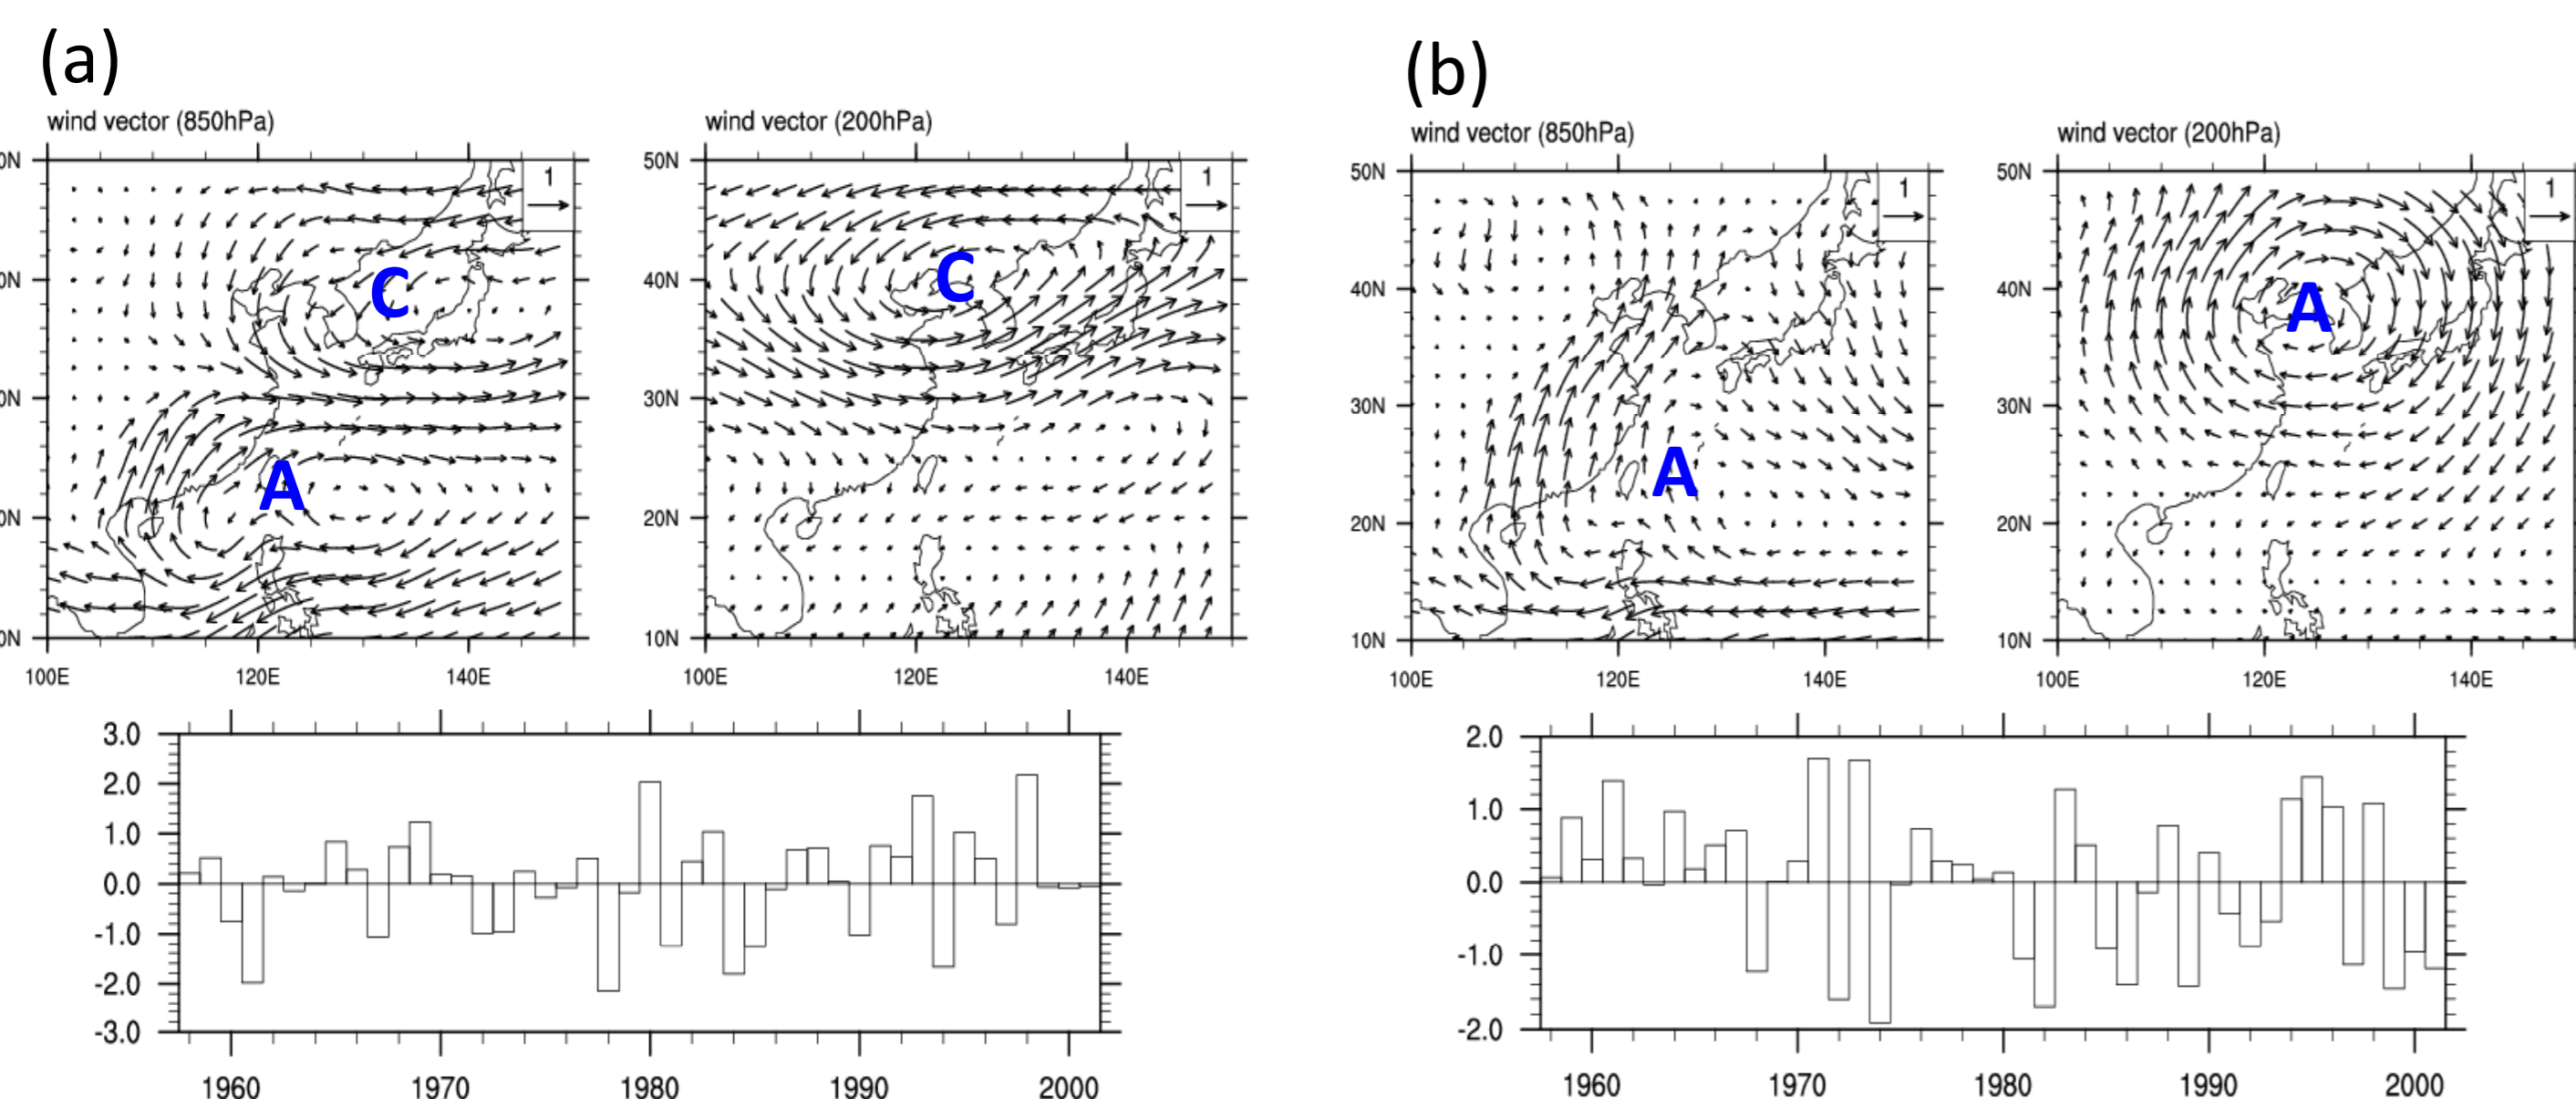 (a)
(b)
wind vector (850hPa)
wind vector (200hPa)
wind vector (850hPa)
wind vector (200hPa)
0N
0N
0N
0N
0N
1
C
A
100E 120E 140E
50N
40N
30N
20N
10N
1
C
100E 120E 140E
50N
40N
30N
20N
10N
1
A
100E 120E 140E
50N
40N
30N
20N
10N
1
A
100E 120E 140E
3.0
2.0
1.0
0.0
-1.0
-2.0
-3.0
1960 1970 1980 1990 2000
2.0
1.0
0.0
-1.0
-2.0
1960 1970 1980 1990 2000